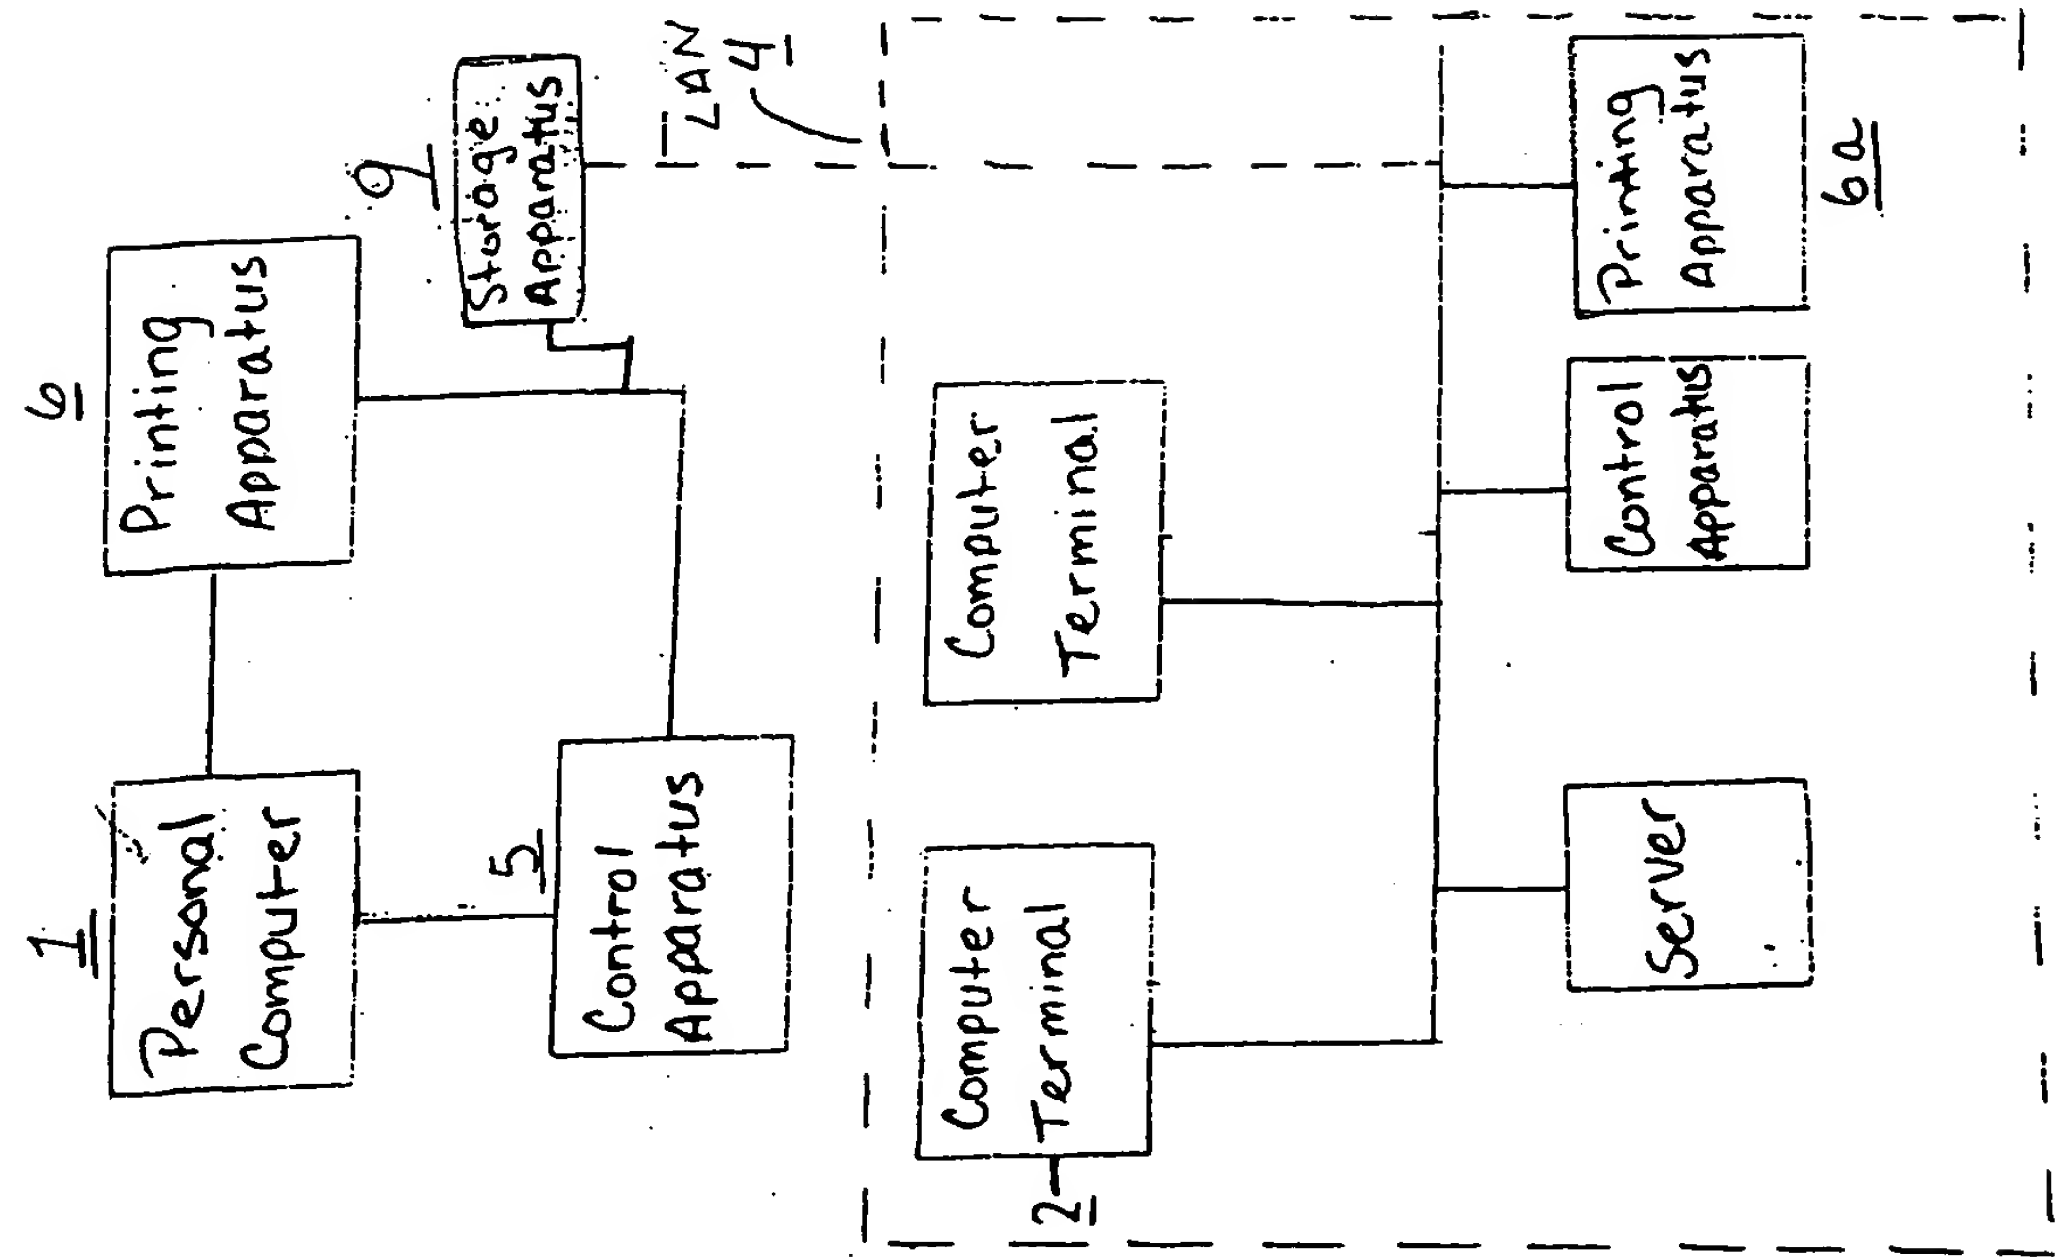 1
Personal
Computer
6
Printing
Apparatus
9
Storage
Apparatus
5
Control
Apparatus
LAN
4
Computer
Terminal
2
Computer
Terminal
Server
Control
Apparatus
Printing
Apparatus
6a